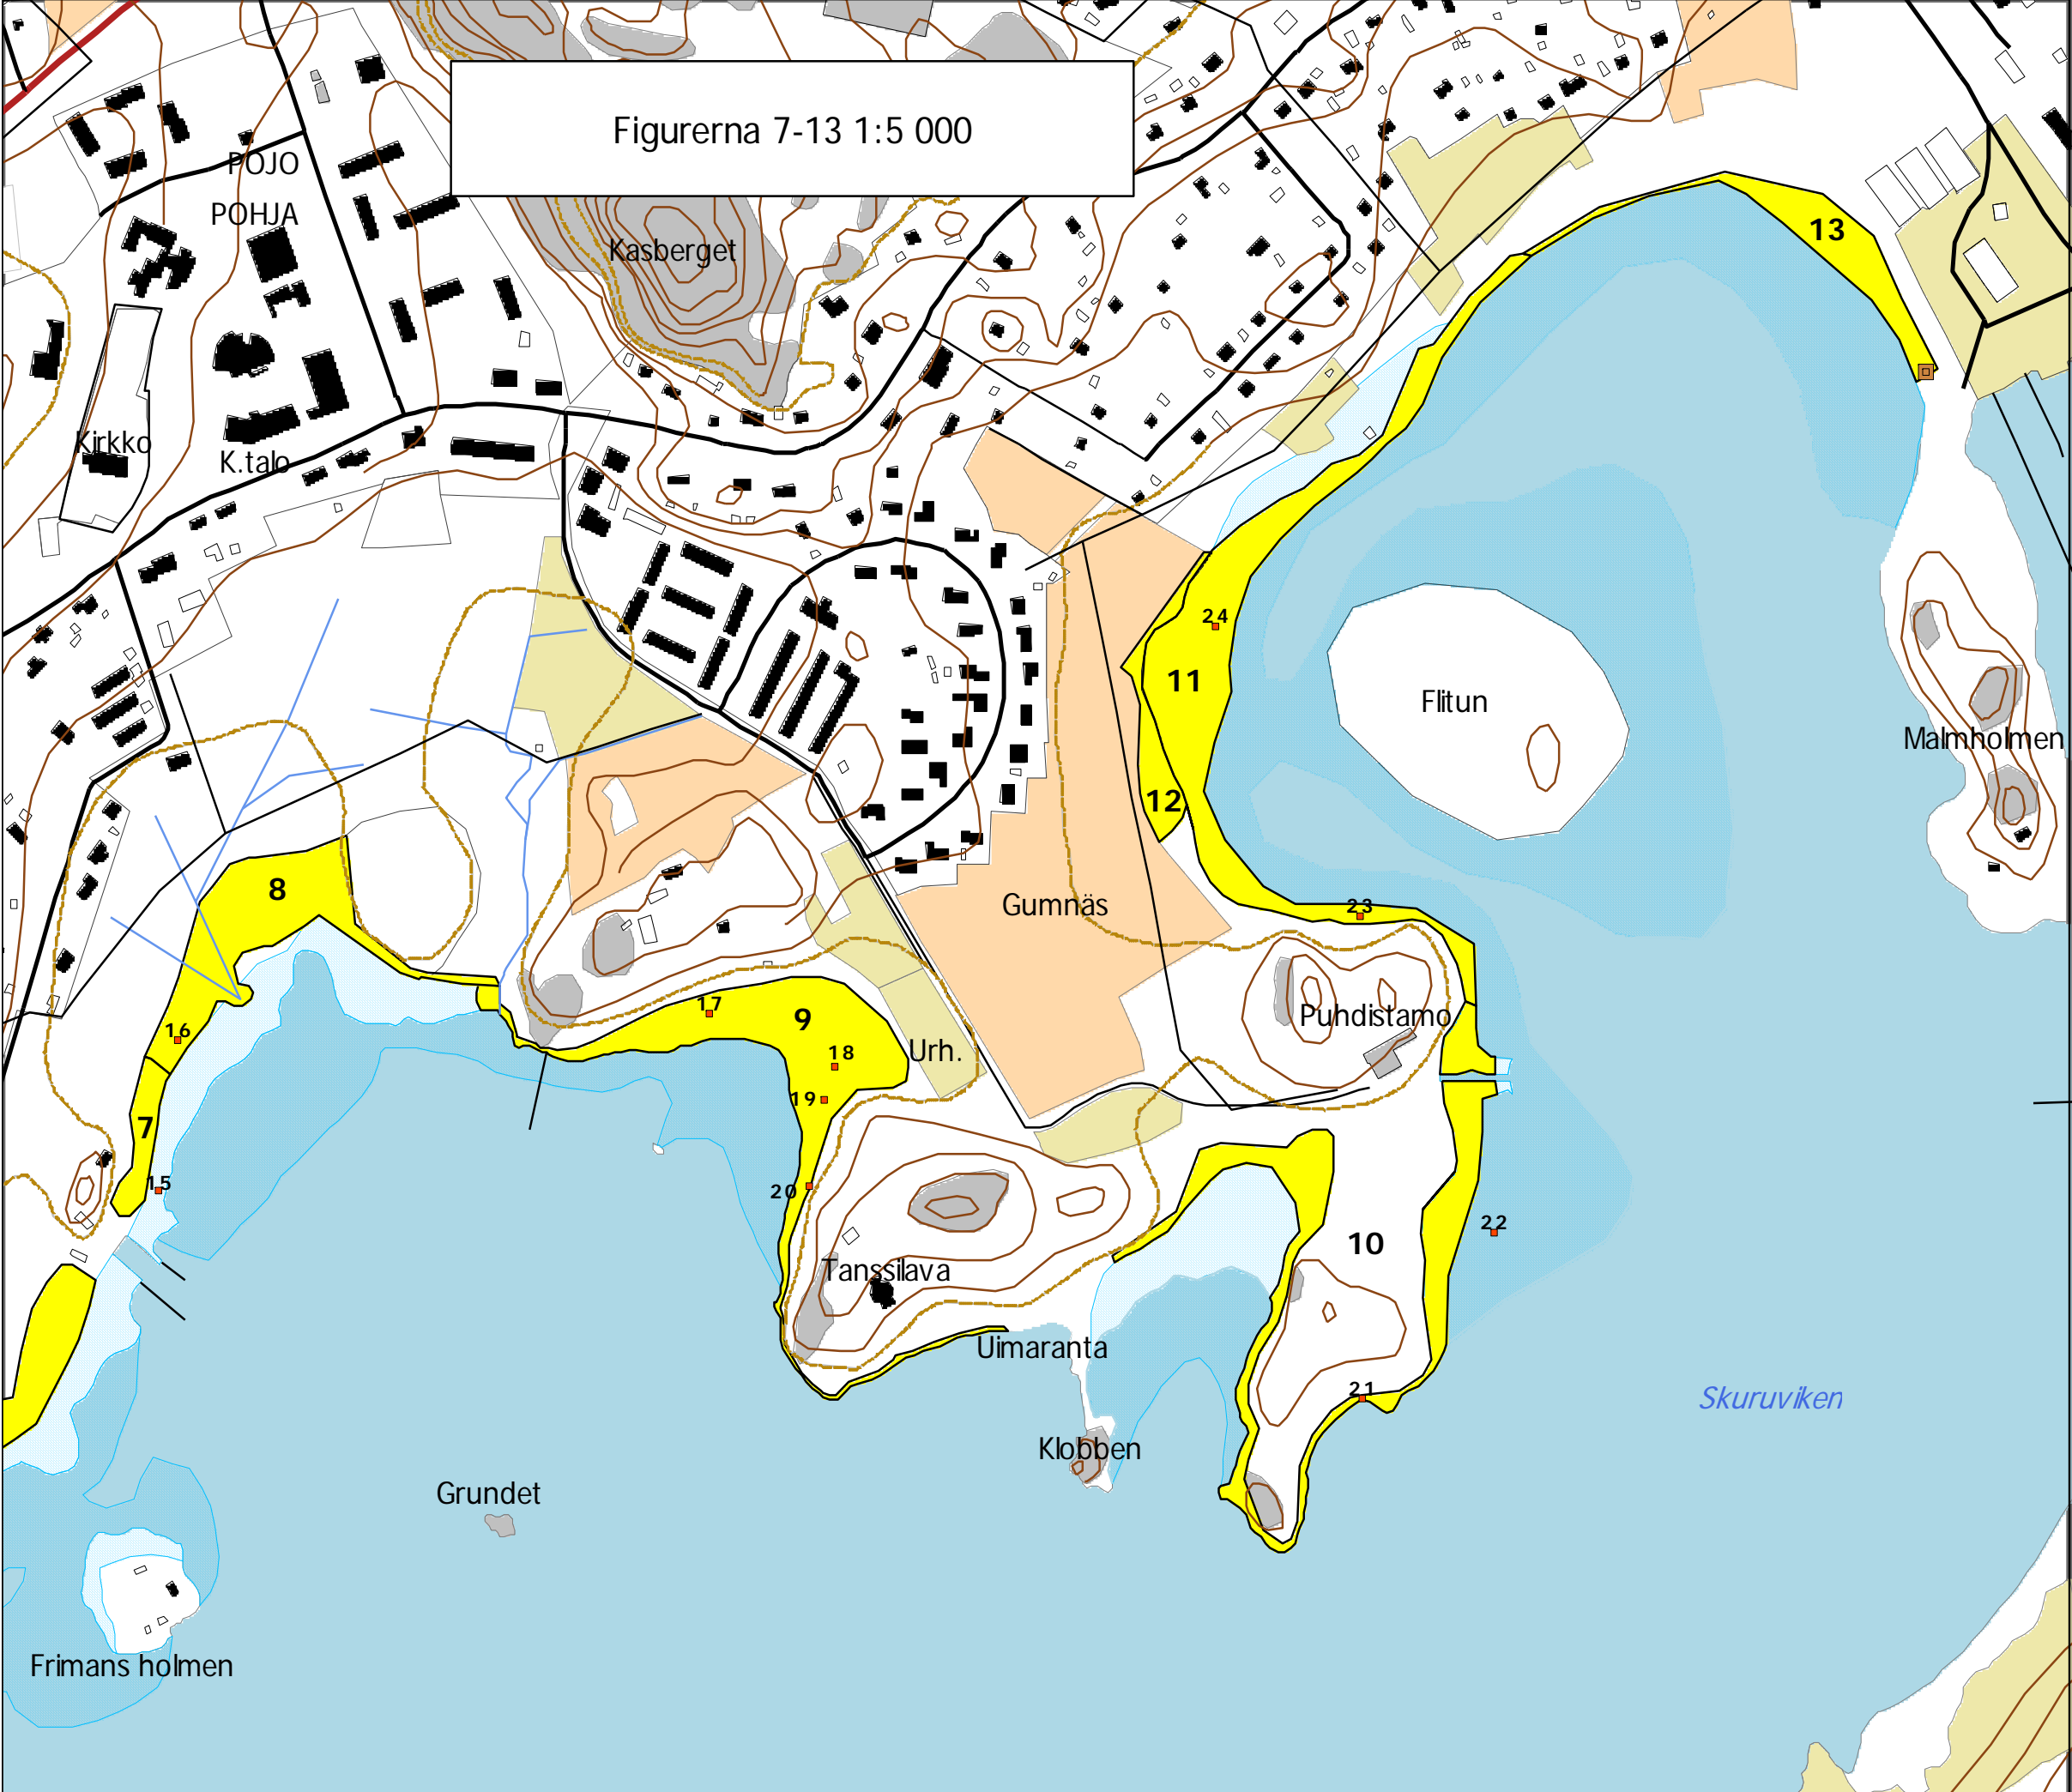 Figurerna 7-13 1:5 000
POJO
POHJA
Kasberget
13
Kirkko
K.talo
24
11
Flitun
Malmholmen
12
8
Gumnäs
23
17
9
Puhdistamo
16
18
Urh.
19
7
15
20
22
10
Tanssilava
Uimaranta
21
Skuruviken
Klobben
Grundet
Frimans holmen